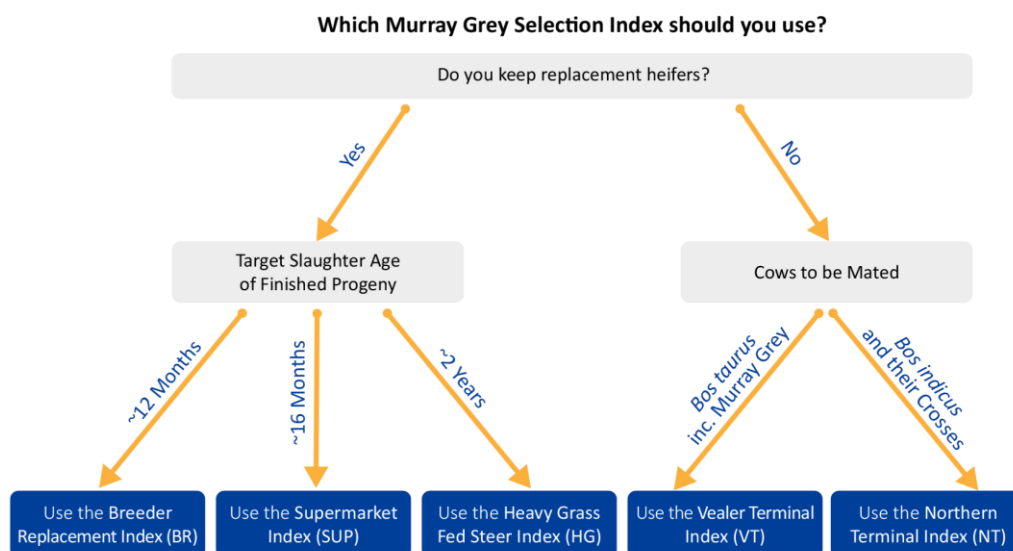 Which Murray Grey Selection Index should you use?
Do you keep replacement heifers?
Yes
No
Target Slaughter Age
of Finished Progeny
Cows to be Mated
~12 Months
~16 Months
~2 Years
Bos taurus
inc. Murray Grey
Bos indicus
and their Crosses
Use the Breeder
Replacement Index (BR)
Use the Supermarket
Index (SUP)
Use the Heavy Grass
Fed Steer Index (HG)
Use the Vealer Terminal
Index (VT)
Use the Northern
Terminal Index (NT)